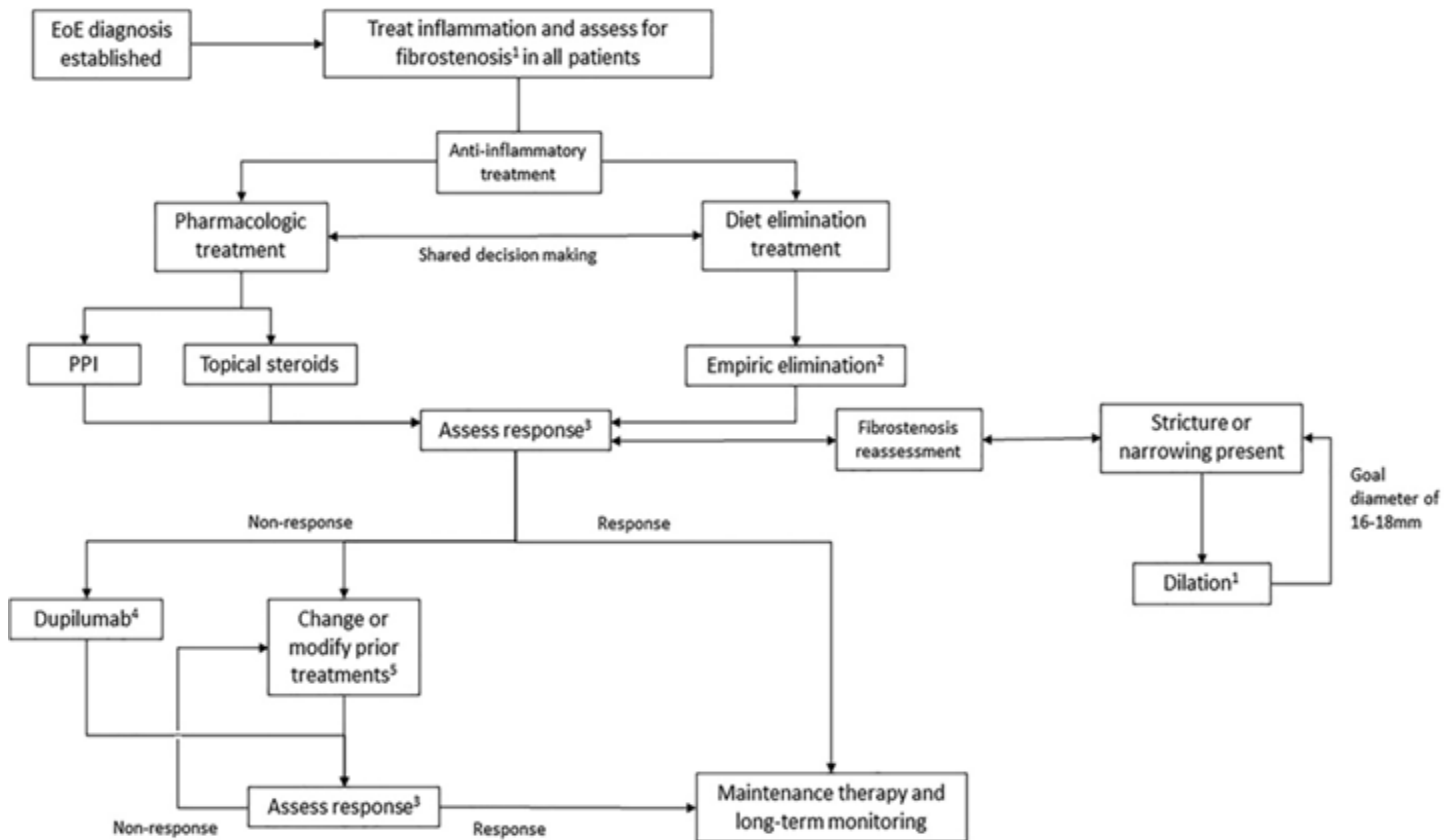 EoE diagnosis
established
Treat inflammation and assess for
fibrostenosis¹ in all patients
Anti-inflammatory
treatment
Pharmacologic
treatment
Shared decision making
Diet elimination
treatment
PPI
Topical steroids
Empiric elimination²
Assess response³
Fibrostenosis
reassessment
Stricture or
narrowing present
Goal
diameter of
16-18mm
Dilation¹
Non-response
Response
Dupilumab⁴
Change or
modify prior
treatments⁵
Assess response³
Non-response
Response
Maintenance therapy and
long-term monitoring